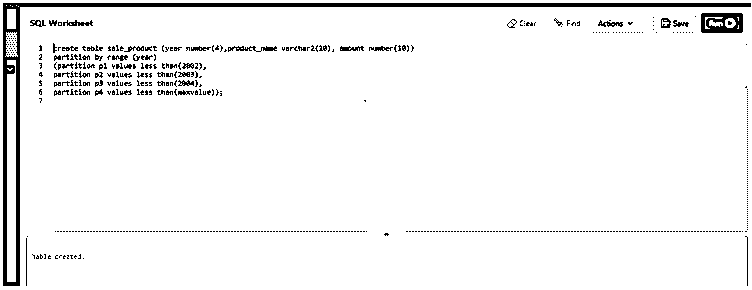 SQL Worksheet
Clear
Find
Actions
Save
Run
1 create table sale_product (year number(4),product_name varchar2(10), amount number(10))
2 partition by range (year)
3 (partition p1 values less than(2002),
4 partition p2 values less than(2003),
5 partition p3 values less than(2004),
6 partition p4 values less than(maxvalue));
7
Table created.